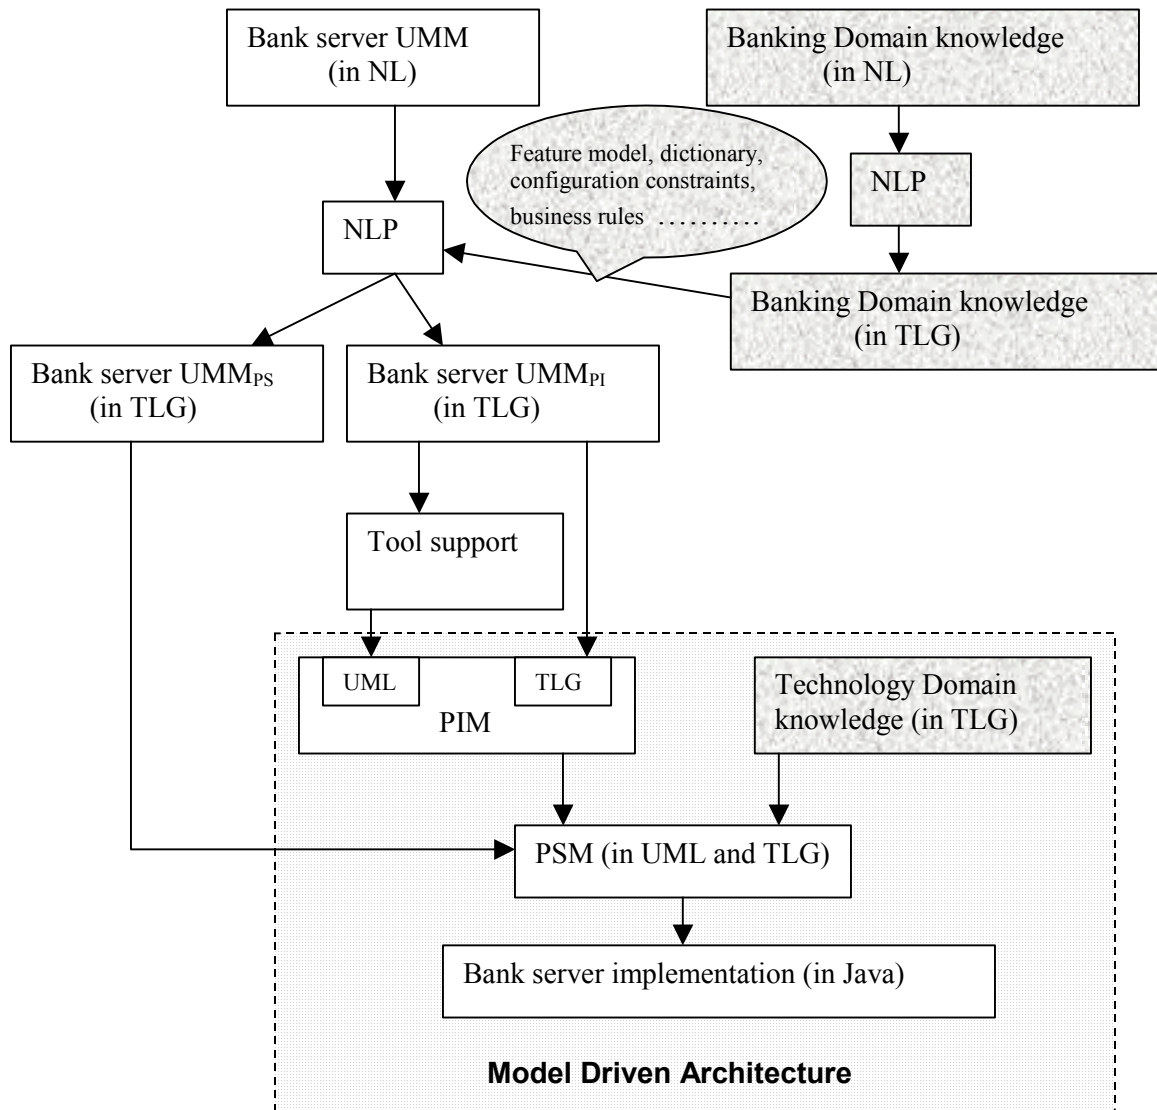 Bank server UMM
(in NL)
Banking Domain knowledge
(in NL)
Feature model, dictionary,
configuration constraints,
business rules ..........
NLP
NLP
Banking Domain knowledge
(in TLG)
Bank server UMMPS
(in TLG)
Bank server UMMPI
(in TLG)
Tool support
UML
TLG
PIM
Technology Domain
knowledge (in TLG)
PSM (in UML and TLG)
Bank server implementation (in Java)
Model Driven Architecture